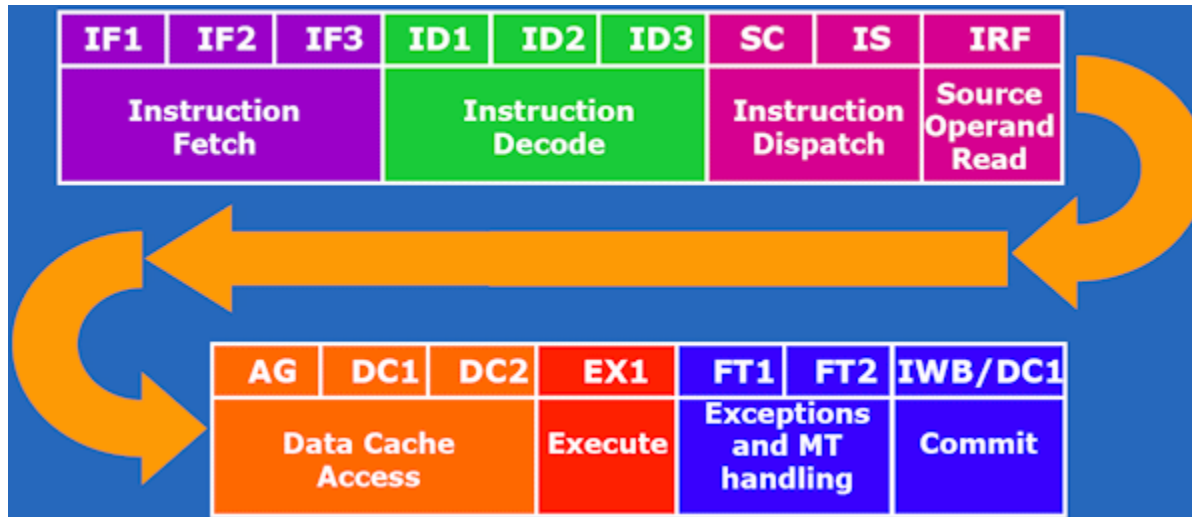 IF1 IF2 IF3 ID1 ID2 ID3 SC IS IRF
Instruction
Fetch
Instruction
Decode
Instruction
Dispatch
Source
Operand
Read
AG DC1 DC2 EX1 FT1 FT2 IWB/DC1
Data Cache
Access
Execute
Exceptions
and MT
handling
Commit